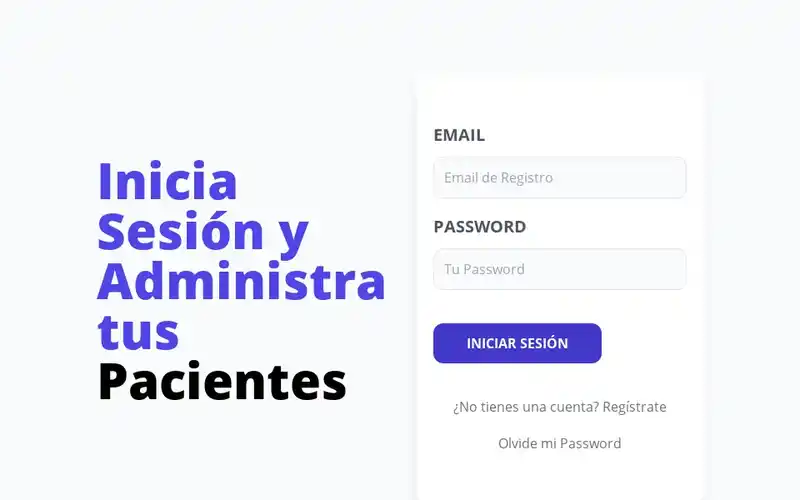 Inicia
Sesión y
Administra
tus
Pacientes
EMAIL
Email de Registro
PASSWORD
Tu Password
INICIAR SESIÓN
¿No tienes una cuenta? Regístrate
Olvide mi Password